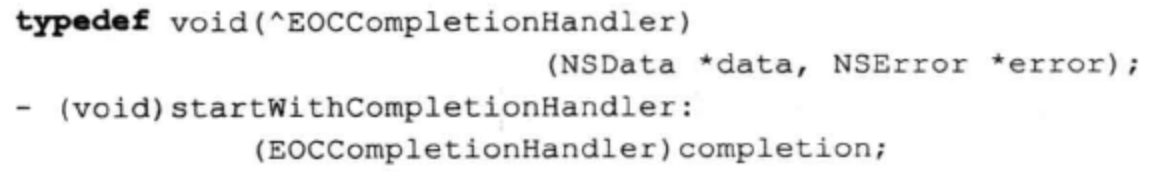 typedef void(^EOCCompletionHandler)
(NSData *data, NSError *error);
- (void)startWithCompletionHandler:
(EOCCompletionHandler)completion;